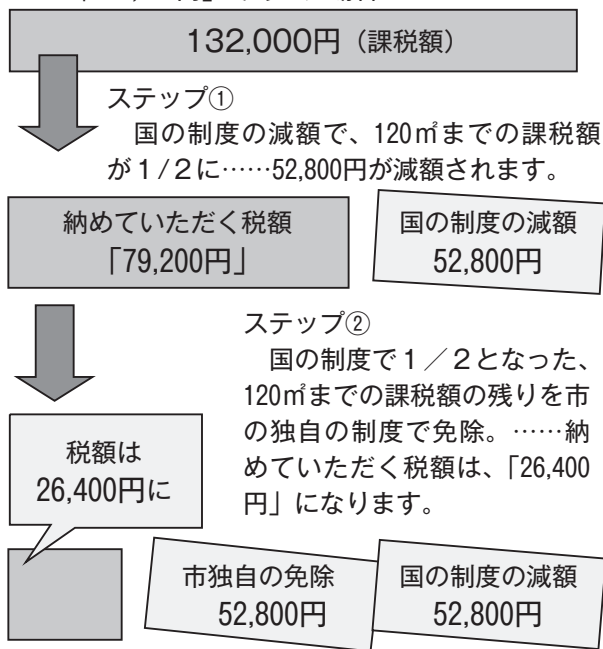 132,000円（課税額）
ステップ①
国の制度の減額で、120㎡までの課税額
が１/２に……52,800円が減額されます。
納めていただく税額
「79,200円」
国の制度の減額
52,800円
ステップ②
国の制度で１／２となった、
120㎡までの課税額の残りを市
の独自の制度で免除。……納
めていただく税額は、「26,400
円」になります。
税額は
26,400円に
市独自の免除
52,800円
国の制度の減額
52,800円